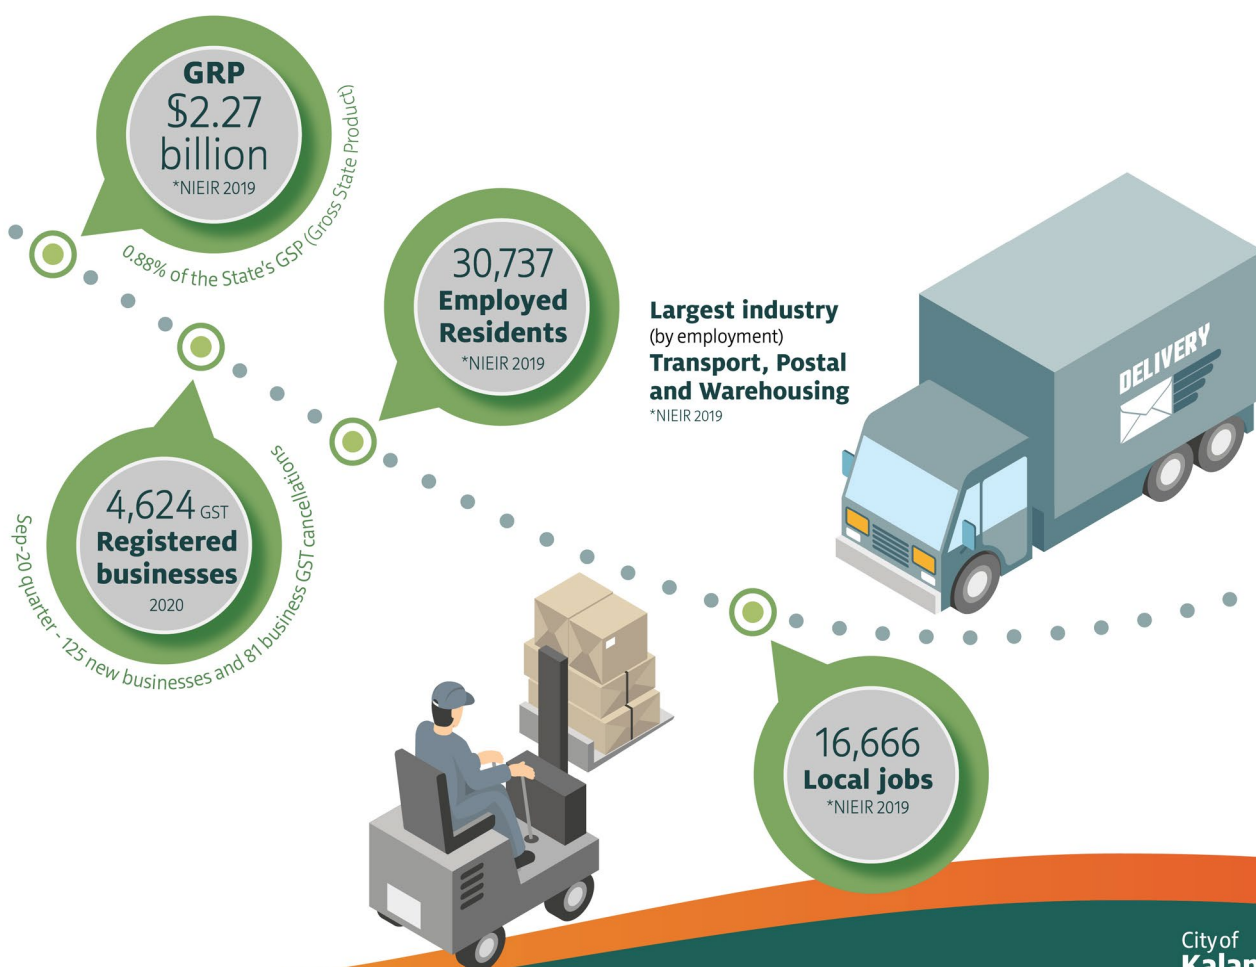 GRP
$2.27
billion
*NIEIR 2019
0.88% of the State's GSP (Gross State Product)
30,737
Employed
Residents
*NIEIR 2019
Largest industry
(by employment)
Transport, Postal
and Warehousing
*NIEIR 2019
DELIVERY
4,624 GST
Registered
businesses
2020
Sep-20 quarter - 125 new businesses and 81 business GST cancellations
16,666
Local jobs
*NIEIR 2019
City of